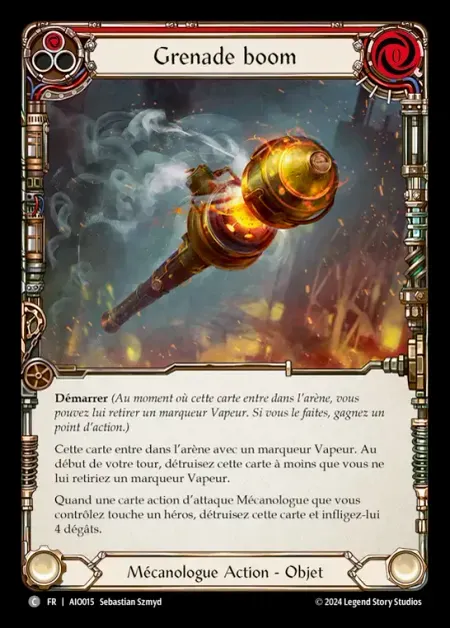 Grenade boom
0
Démarrer (Au moment où cette carte entre dans l'arène, vous
pouvez lui retirer un marqueur Vapeur. Si vous le faites, gagnez un
point d'action.)
Cette carte entre dans l'arène avec un marqueur Vapeur. Au
début de votre tour, détruisez cette carte à moins que vous ne
lui retiriez un marqueur Vapeur.
Quand une carte action d'attaque Mécanologue que vous
contrôlez touche un héros, détruisez cette carte et infligez-lui
4 dégâts.
Mécanologue Action - Objet
C FR | AIO015 Sebastian Szmyd © 2024 Legend Story Studios